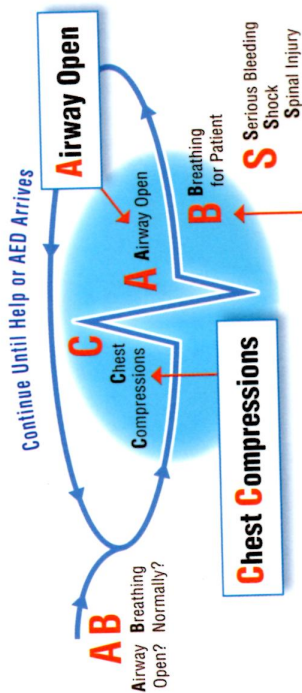 Continue Until Help or AED Arrives
A B
Airway Breathing
Open? Normally?
C
Chest
Compressions
A
Airway Open
B
Breathing
for Patient
S
Serious Bleeding
Shock
Spinal Injury
Airway Open
Chest Compressions